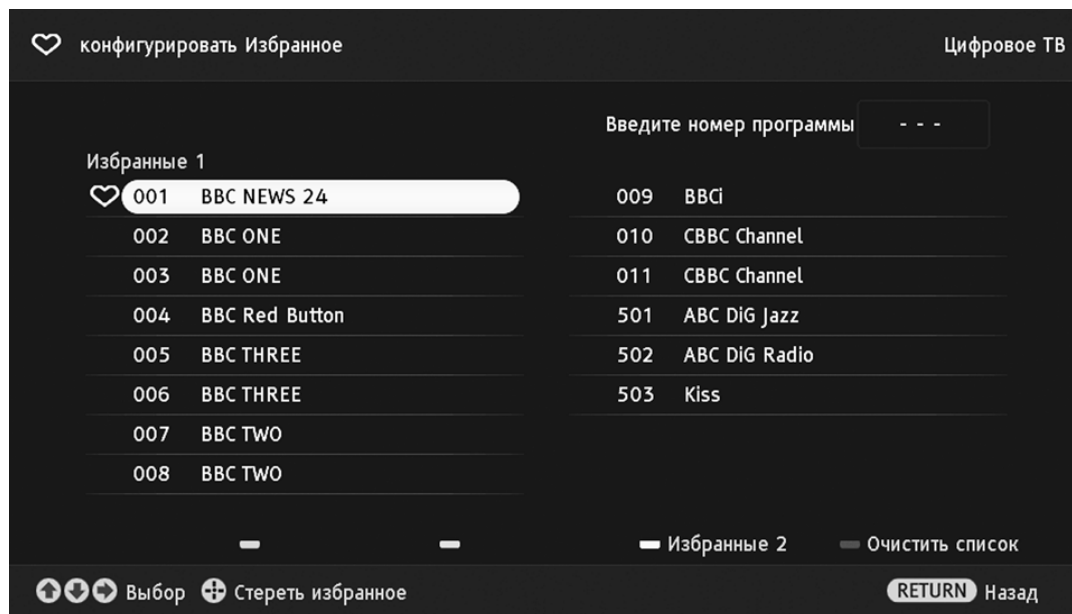 конфигурировать Избранное
Цифровое ТВ
Введите номер программы - - -
Избранные 1
001 BBC NEWS 24
002 BBC ONE
003 BBC ONE
004 BBC Red Button
005 BBC THREE
006 BBC THREE
007 BBC TWO
008 BBC TWO
009 BBCi
010 CBBC Channel
011 CBBC Channel
501 ABC DiG Jazz
502 ABC DiG Radio
503 Kiss
Избранные 2
Очистить список
Выбор
Стереть избранное
RETURN Назад